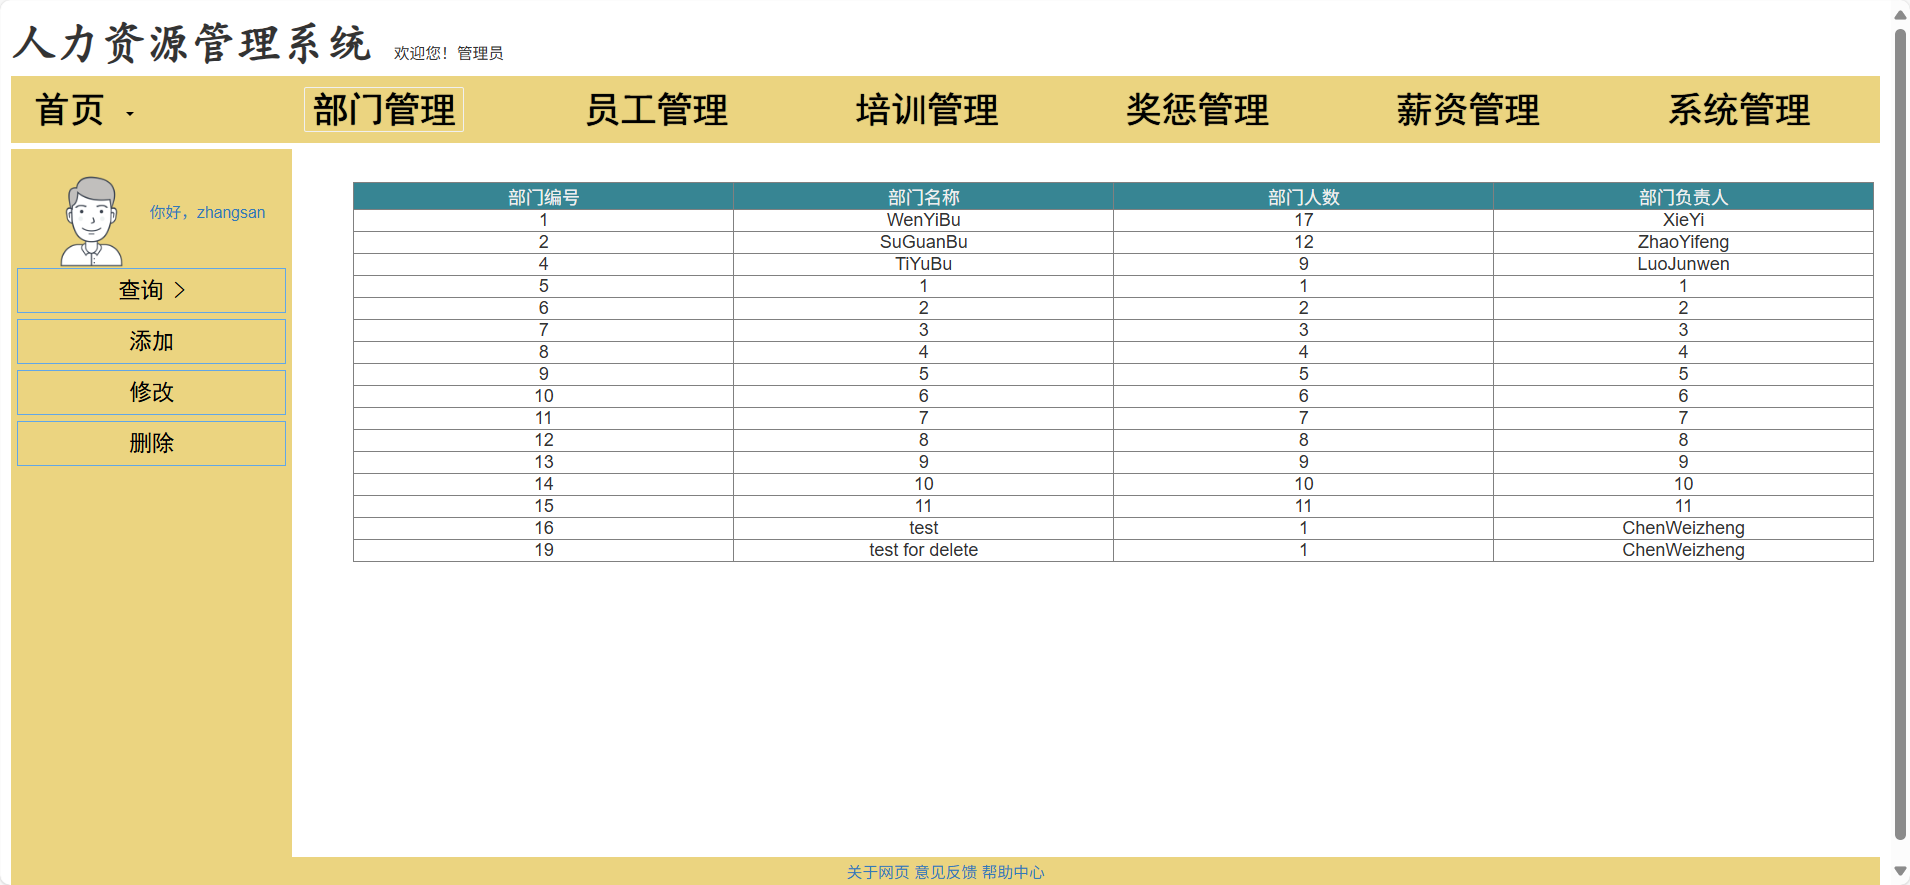 人力资源管理系统 欢迎您！管理员
首页 部门管理 员工管理 培训管理 奖惩管理 薪资管理 系统管理
你好，zhangsan
查询 >
添加
修改
删除
部门编号 部门名称 部门人数 部门负责人
1 WenYiBu 17 XieYi
2 SuGuanBu 12 ZhaoYifeng
4 TiYuBu 9 LuoJunwen
5 1 1 1
6 2 2 2
7 3 3 3
8 4 4 4
9 5 5 5
10 6 6 6
11 7 7 7
12 8 8 8
13 9 9 9
14 10 10 10
15 11 11 11
16 test 1 ChenWeizheng
19 test for delete 1 ChenWeizheng
关于网页 意见反馈 帮助中心